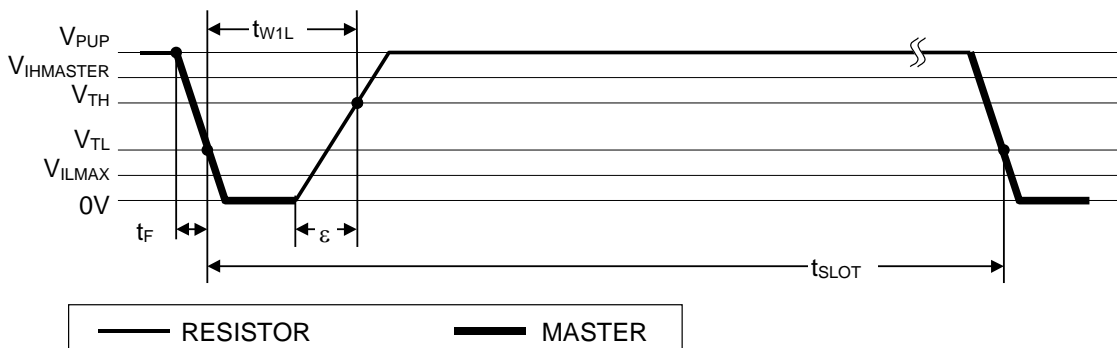 tW1L
VPUP
VIHMASTER
VTH
VTL
VILMAX
0V
tF
ε
tSLOT
RESISTOR MASTER